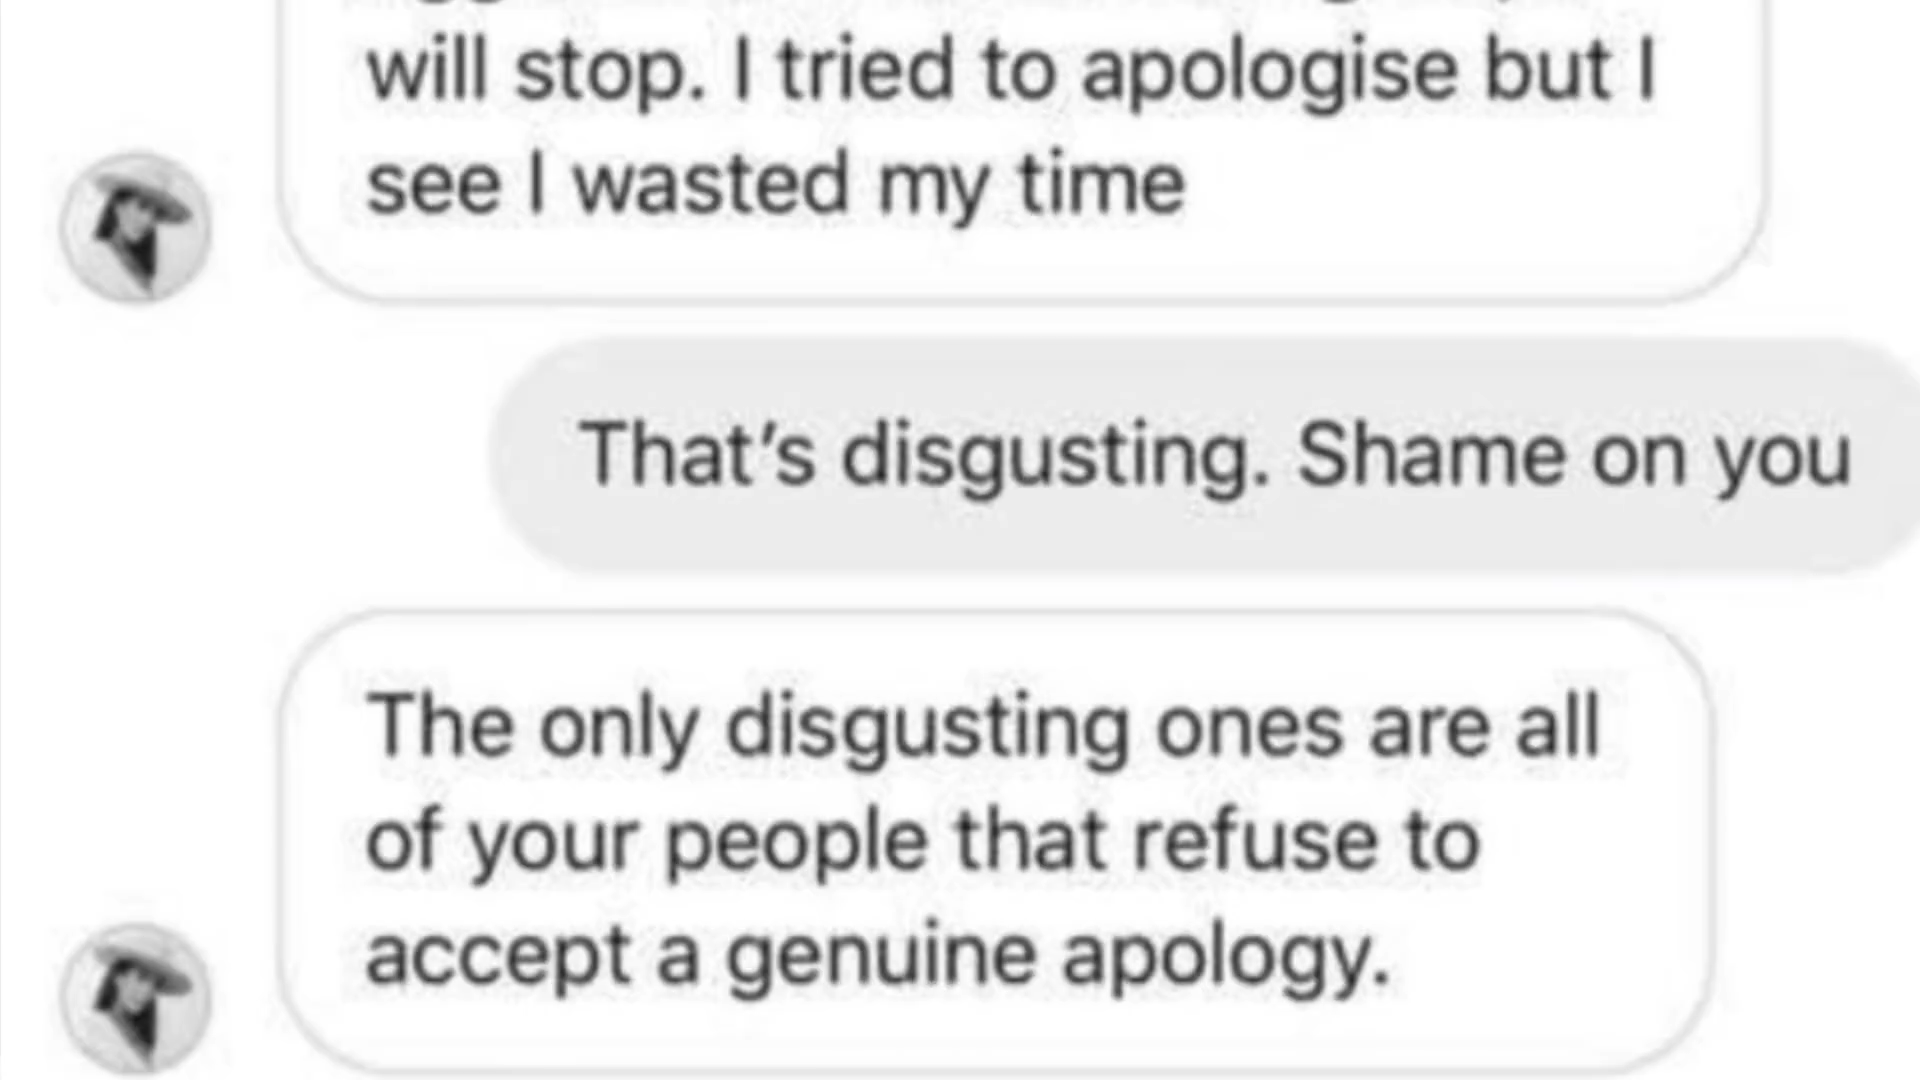 will stop. I tried to apologise but I
see I wasted my time
That's disgusting. Shame on you
The only disgusting ones are all
of your people that refuse to
accept a genuine apology.